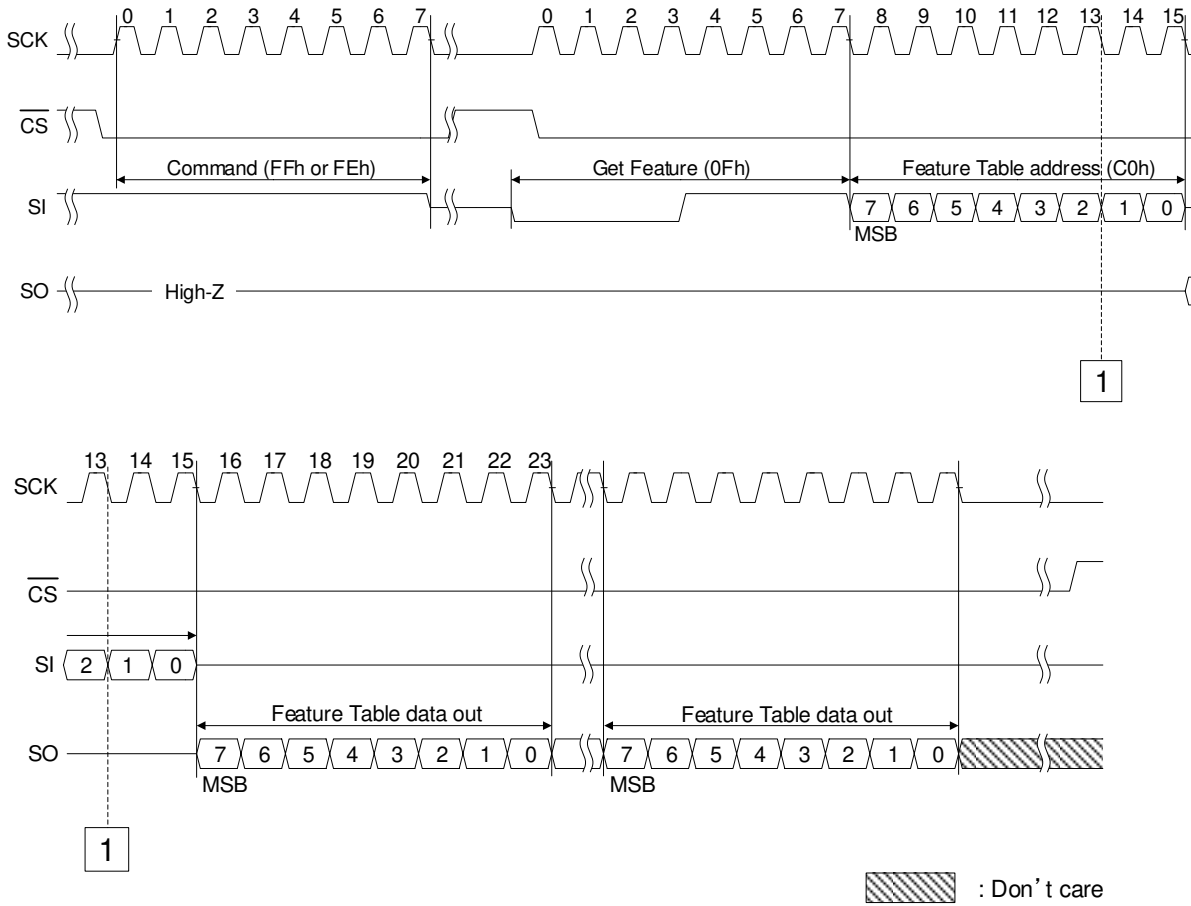 0 1 2 3 4 5 6 7 0 1 2 3 4 5 6 7 8 9 10 11 12 13 14 15
SCK
CS
Command (FFh or FEh) Get Feature (0Fh) Feature Table address (C0h)
SI 7 6 5 4 3 2 1 0
MSB
SO High-Z
1
13 14 15 16 17 18 19 20 21 22 23
SCK
CS
SI 2 1 0
Feature Table data out Feature Table data out
SO 7 6 5 4 3 2 1 0 7 6 5 4 3 2 1 0
MSB MSB
1
: Don't care